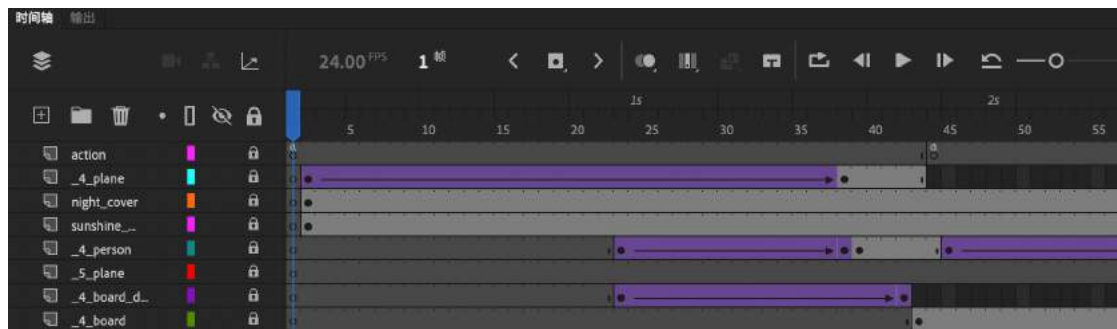 时间轴 输出
24.00 FPS 1 帧
1s 2s
5 10 15 20 25 30 35 40 45 50 55
action
_4_plane
night_cover
sunshine_...
_4_person
_5_plane
_4_board_d...
_4_board